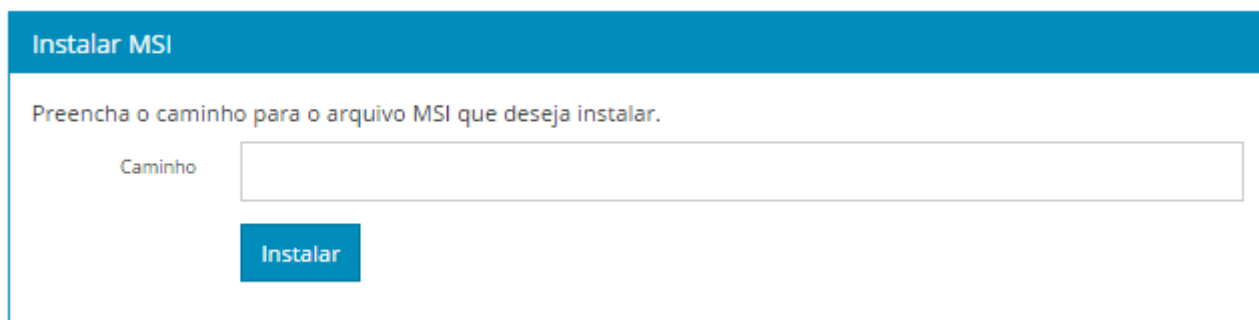 Instalar MSI
Preencha o caminho para o arquivo MSI que deseja instalar.
Caminho
Instalar